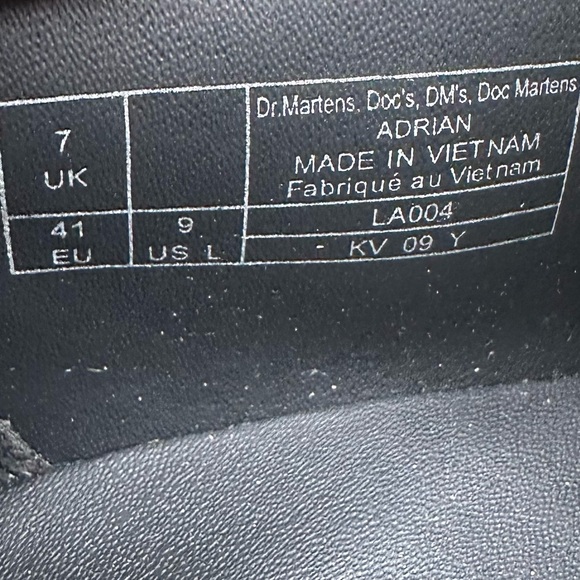 7
UK
41
EU
9
US L
Dr.Martens, Doc's, DM's, Doc Martens
ADRIAN
MADE IN VIETNAM
Fabriqué au Vietnam
LA004
- KV 09 Y